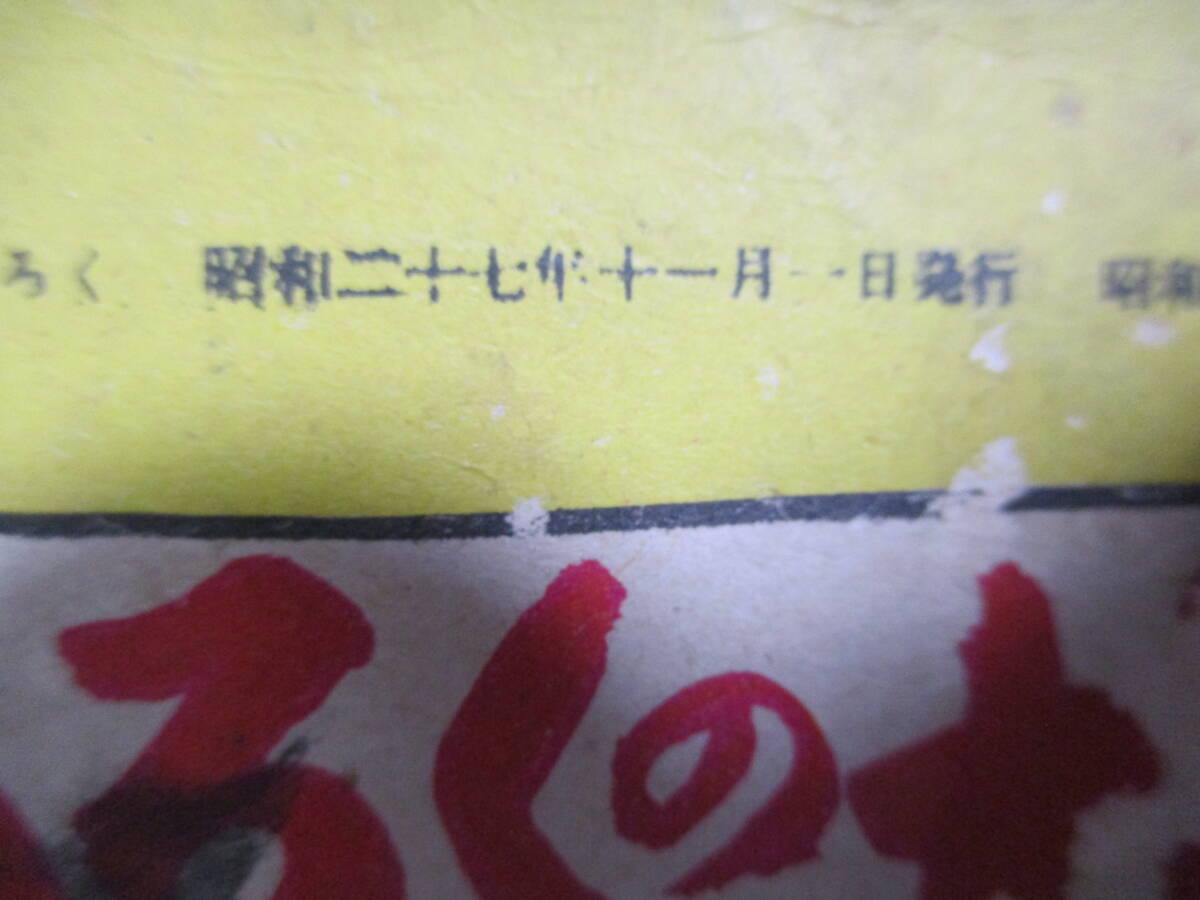 ろく 昭和二十七年十一月一日発行 昭和
ろくの